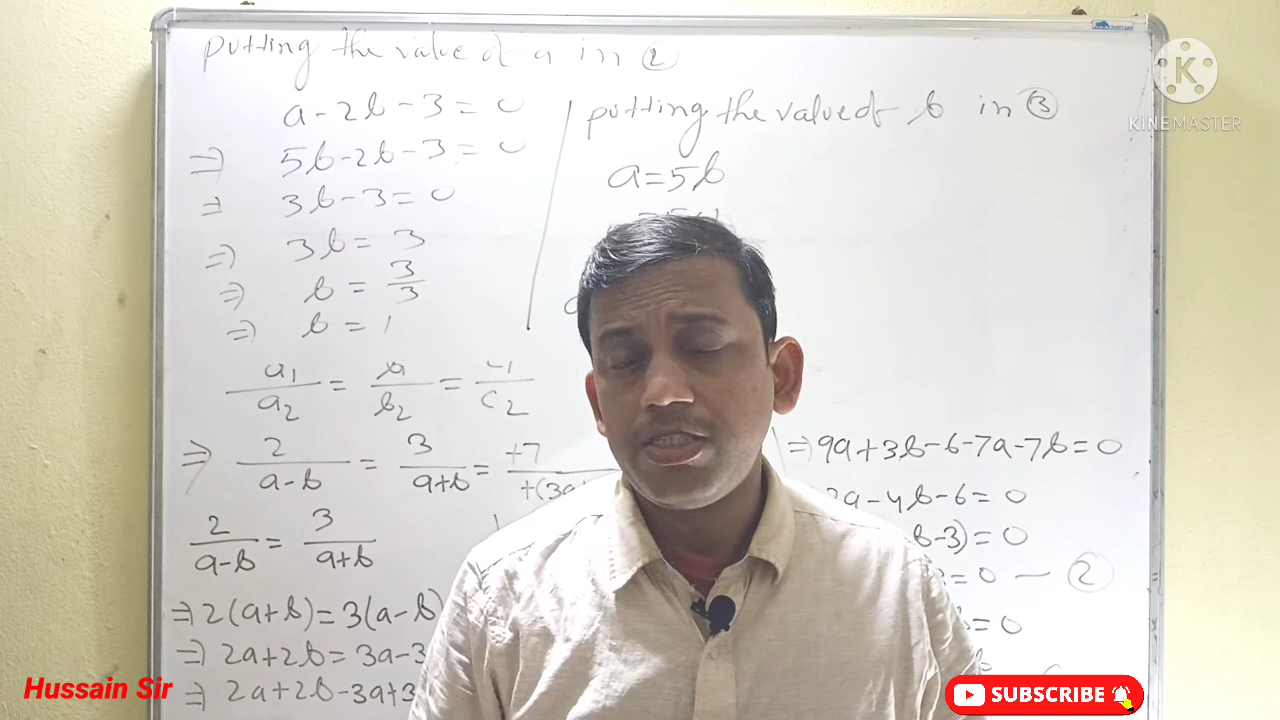 putting the value of a in ②
a - 2b - 3 = 0
=> 5b - 2b - 3 = 0
=> 3b - 3 = 0
=> 3b = 3
=> b = 3/3
=> b = 1
putting the value of b in ③
a = 5b
a1/a2 = b1/b2 = c1/c2
=> 2/(a-b) = 3/(a+b) = +7/+(3a
2/(a-b) = 3/(a+b)
=> 2(a+b) = 3(a-b)
=> 2a+2b = 3a-3
=> 2a+2b-3a+3
=> 9a+3b-6-7a-7b=0
2a-4b-6=0
b-3)=0
=0 — ②
=0
KINEMASTER
Hussain Sir
SUBSCRIBE